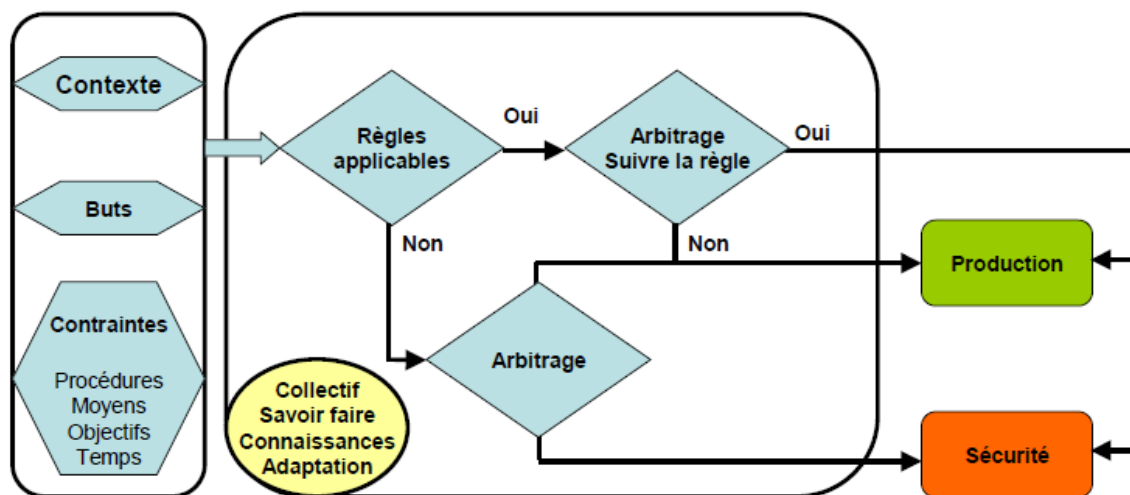 Contexte
Buts
Contraintes
Procédures
Moyens
Objectifs
Temps
Règles
applicables
Oui
Arbitrage
Suivre la règle
Oui
Non
Non
Arbitrage
Collectif
Savoir faire
Connaissances
Adaptation
Production
Sécurité